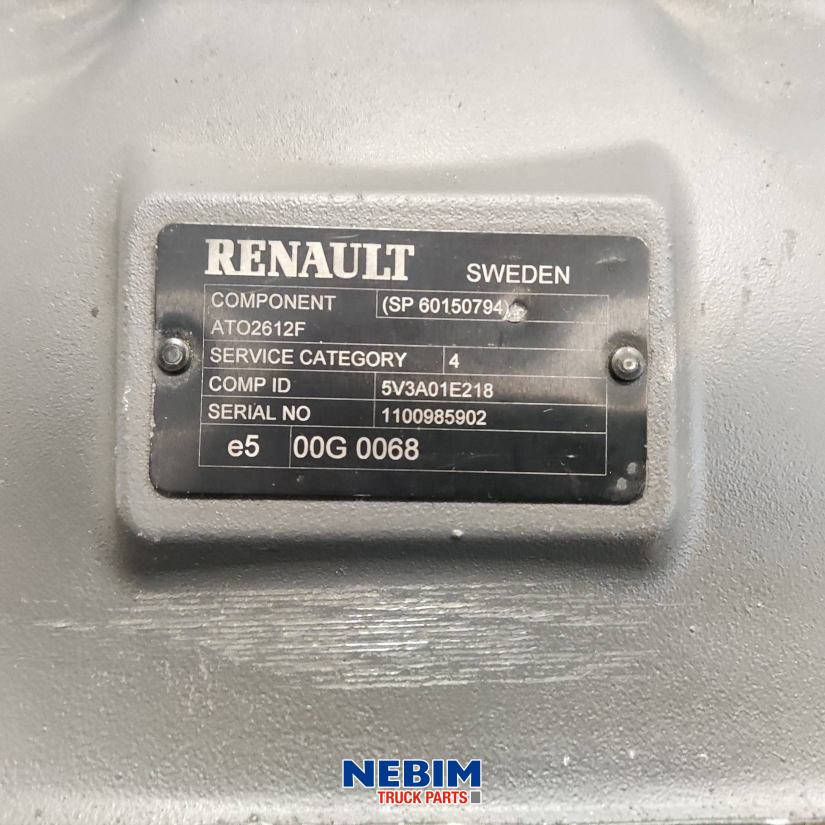 RENAULT SWEDEN
COMPONENT (SP 60150794)
ATO2612F
SERVICE CATEGORY 4
COMP ID 5V3A01E218
SERIAL NO 1100985902
e5 00G 0068
NEBIM
TRUCK PARTS